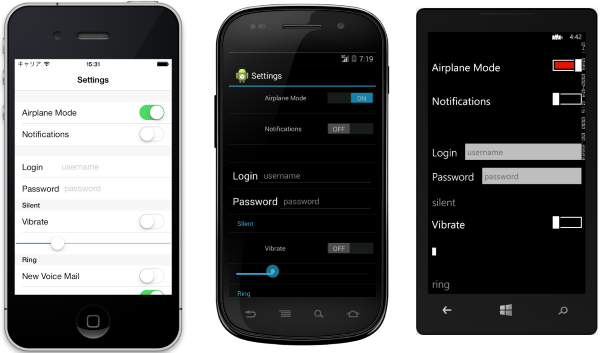 キャリア 15:31
Settings
Airplane Mode
Notifications
Login username
Password password
Silent
Vibrate
Ring
New Voice Mail
7:19
Settings
Airplane Mode ON
Notifications OFF
Login username
Password password
Silent
Vibrate OFF
Ring
4:42
Airplane Mode
Notifications
Login username
Password password
silent
Vibrate
ring